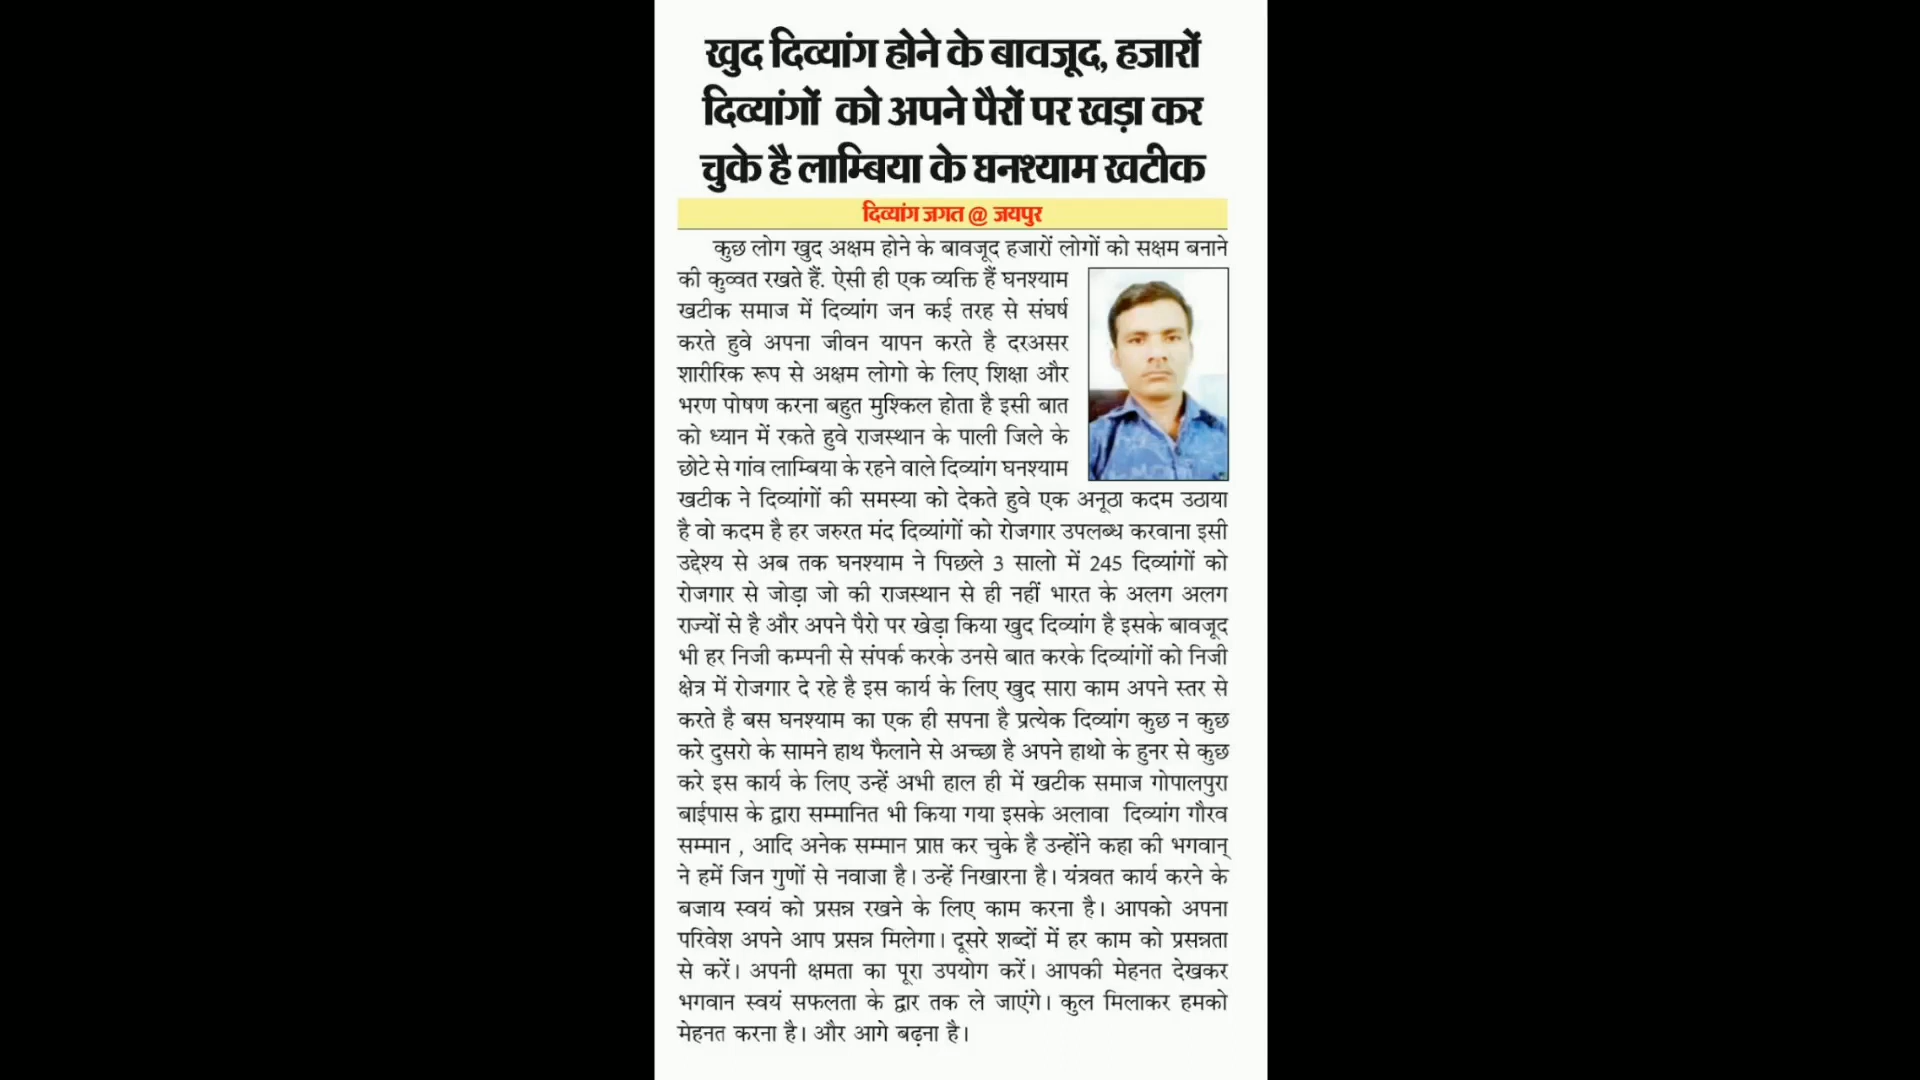 खुद दिव्यांग होने के बावजूद, हजारों
दिव्यांगों को अपने पैरों पर खड़ा कर
चुके है लाम्बिया के घनश्याम खटीक
दिव्यांग जगत @ जयपुर
कुछ लोग खुद अक्षम होने के बावजूद हजारों लोगों को सक्षम बनाने
की कुव्वत रखते हैं. ऐसी ही एक व्यक्ति हैं घनश्याम
खटीक समाज में दिव्यांग जन कई तरह से संघर्ष
करते हुवे अपना जीवन यापन करते है दरअसर
शारीरिक रूप से अक्षम लोगो के लिए शिक्षा और
भरण पोषण करना बहुत मुश्किल होता है इसी बात
को ध्यान में रकते हुवे राजस्थान के पाली जिले के
छोटे से गांव लाम्बिया के रहने वाले दिव्यांग घनश्याम
खटीक ने दिव्यांगों की समस्या को देकते हुवे एक अनूठा कदम उठाया
है वो कदम है हर जरुरत मंद दिव्यांगों को रोजगार उपलब्ध करवाना इसी
उद्देश्य से अब तक घनश्याम ने पिछले 3 सालो में 245 दिव्यांगों को
रोजगार से जोड़ा जो की राजस्थान से ही नहीं भारत के अलग अलग
राज्यों से है और अपने पैरो पर खेड़ा किया खुद दिव्यांग है इसके बावजूद
भी हर निजी कम्पनी से संपर्क करके उनसे बात करके दिव्यांगों को निजी
क्षेत्र में रोजगार दे रहे है इस कार्य के लिए खुद सारा काम अपने स्तर से
करते है बस घनश्याम का एक ही सपना है प्रत्येक दिव्यांग कुछ न कुछ
करे दुसरो के सामने हाथ फैलाने से अच्छा है अपने हाथो के हुनर से कुछ
करे इस कार्य के लिए उन्हें अभी हाल ही में खटीक समाज गोपालपुरा
बाईपास के द्वारा सम्मानित भी किया गया इसके अलावा दिव्यांग गौरव
सम्मान , आदि अनेक सम्मान प्राप्त कर चुके है उन्होंने कहा की भगवान्
ने हमें जिन गुणों से नवाजा है। उन्हें निखारना है। यंत्रवत कार्य करने के
बजाय स्वयं को प्रसन्न रखने के लिए काम करना है। आपको अपना
परिवेश अपने आप प्रसन्न मिलेगा। दूसरे शब्दों में हर काम को प्रसन्नता
से करें। अपनी क्षमता का पूरा उपयोग करें। आपकी मेहनत देखकर
भगवान स्वयं सफलता के द्वार तक ले जाएंगे। कुल मिलाकर हमको
मेहनत करना है। और आगे बढ़ना है।